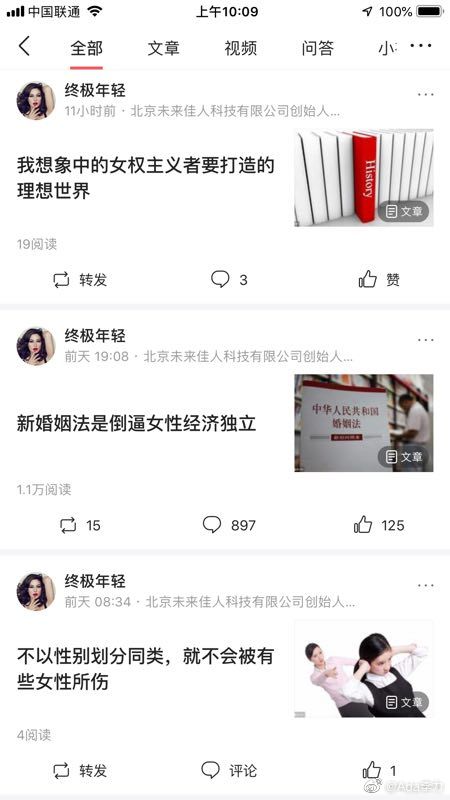 中国联通
上午10:09
100%
全部
文章
视频
问答
终极年轻
11小时前 · 北京未来佳人科技有限公司创始人...
我想象中的女权主义者要打造的
理想世界
History
文章
19阅读
转发
3
赞
终极年轻
前天 19:08 · 北京未来佳人科技有限公司创始人...
新婚姻法是倒逼女性经济独立
中华人民共和国
婚姻法
文章
1.1万阅读
15
897
125
终极年轻
前天 08:34 · 北京未来佳人科技有限公司创始人...
不以性别划分同类，就不会被有
些女性所伤
文章
4阅读
转发
评论
1